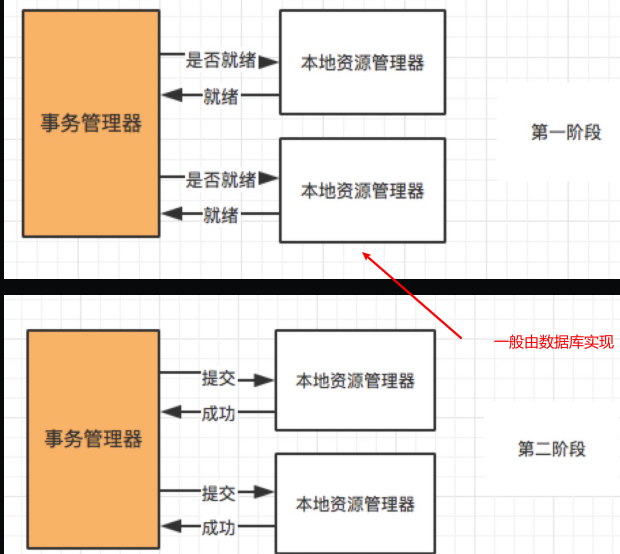 事务管理器
是否就绪
就绪
本地资源管理器
是否就绪
就绪
本地资源管理器
第一阶段
一般由数据库实现
事务管理器
提交
成功
本地资源管理器
提交
成功
本地资源管理器
第二阶段